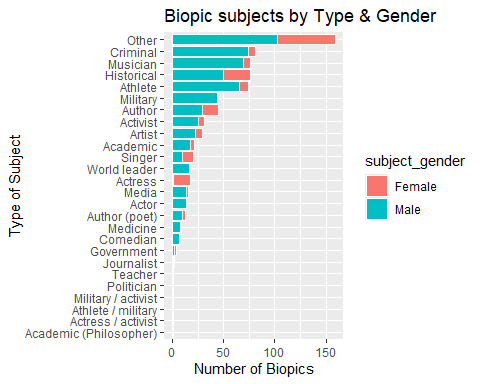 Biopic subjects by Type & Gender
Type of Subject
Other
Criminal
Musician
Historical
Athlete
Military
Author
Activist
Artist
Academic
Singer
World leader
Actress
Media
Actor
Author (poet)
Medicine
Comedian
Government
Journalist
Teacher
Politician
Military / activist
Athlete / military
Actress / activist
Academic (Philosopher)
0 50 100 150
Number of Biopics
subject_gender
Female
Male